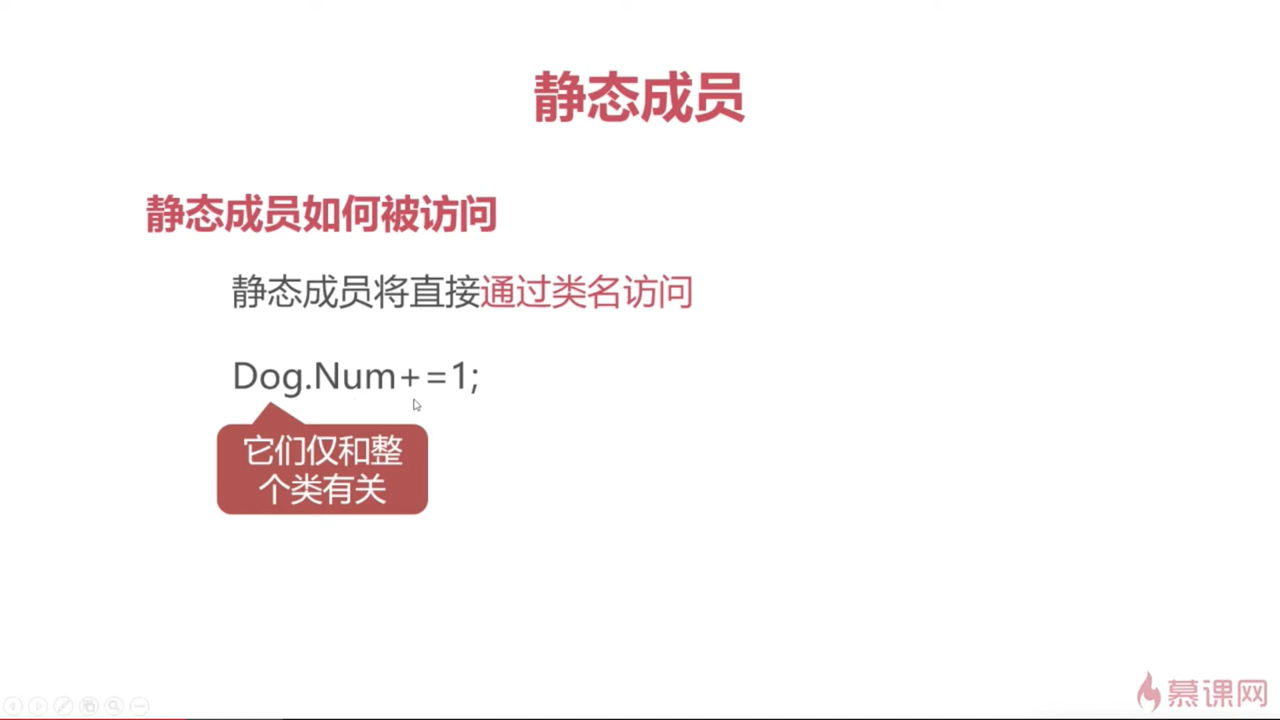 静态成员
静态成员如何被访问
静态成员将直接通过类名访问
Dog.Num+=1;
它们仅和整
个类有关
慕课网